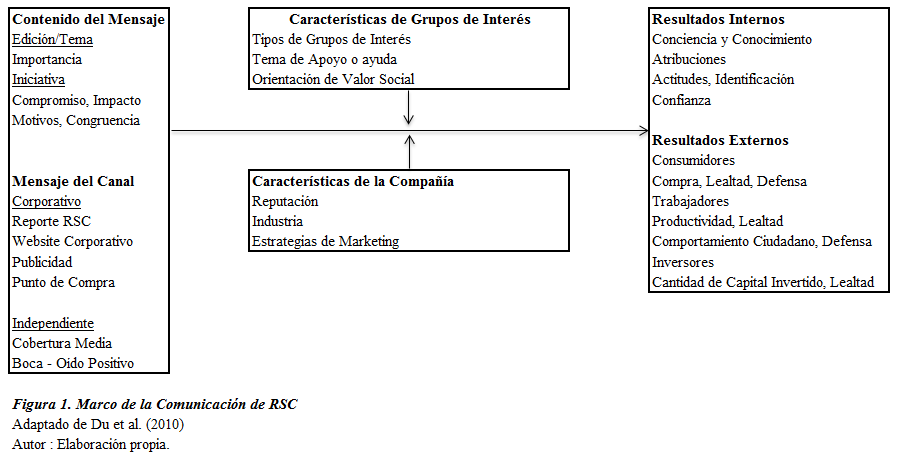 Contenido del Mensaje
Edición/Tema
Importancia
Iniciativa
Compromiso, Impacto
Motivos, Congruencia
Mensaje del Canal
Corporativo
Reporte RSC
Website Corporativo
Publicidad
Punto de Compra
Independiente
Cobertura Media
Boca - Oido Positivo
Características de Grupos de Interés
Tipos de Grupos de Interés
Tema de Apoyo o ayuda
Orientación de Valor Social
Características de la Compañía
Reputación
Industria
Estrategias de Marketing
Resultados Internos
Conciencia y Conocimiento
Atribuciones
Actitudes, Identificación
Confianza
Resultados Externos
Consumidores
Compra, Lealtad, Defensa
Trabajadores
Productividad, Lealtad
Comportamiento Ciudadano, Defensa
Inversores
Cantidad de Capital Invertido, Lealtad
Figura 1. Marco de la Comunicación de RSC
Adaptado de Du et al. (2010)
Autor : Elaboración propia.